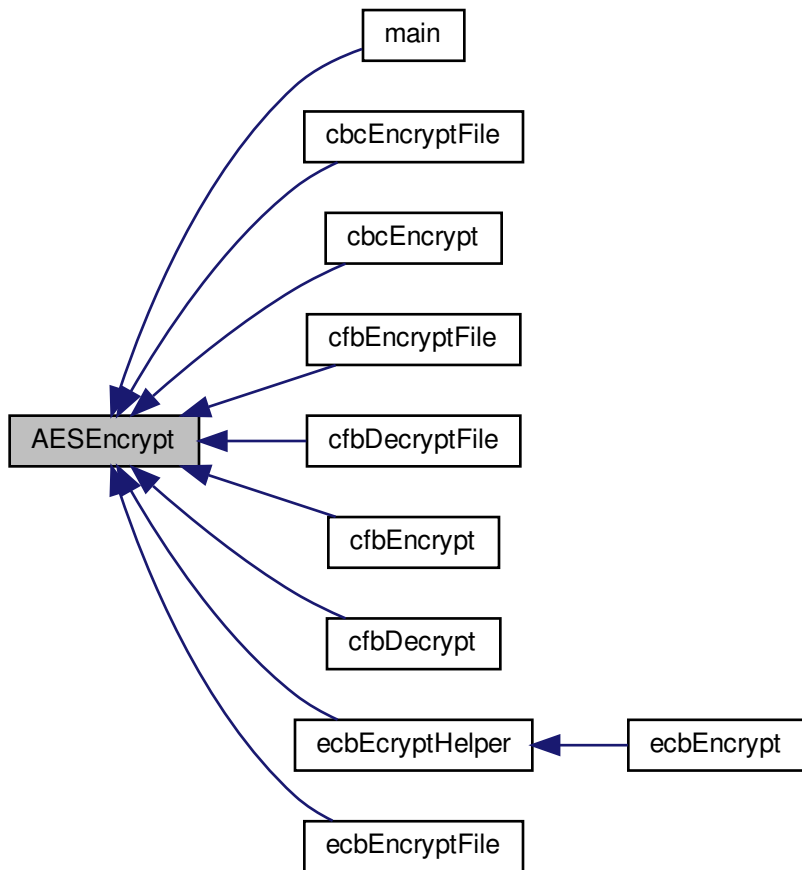 main
cbcEncryptFile
cbcEncrypt
cfbEncryptFile
AESEncrypt
cfbDecryptFile
cfbEncrypt
cfbDecrypt
ecbEcryptHelper
ecbEncrypt
ecbEncryptFile